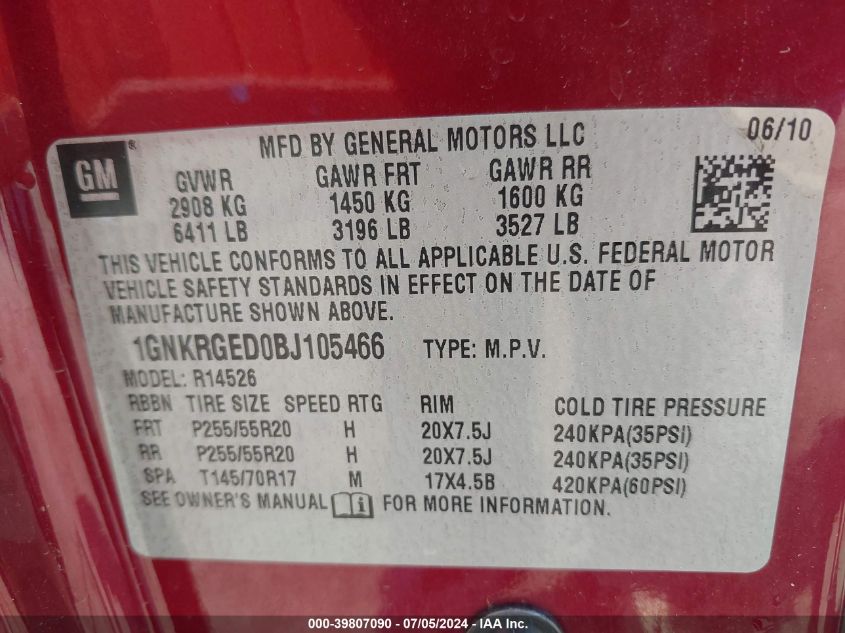 GM
MFD BY GENERAL MOTORS LLC
06/10
GVWR GAWR FRT GAWR RR
2908 KG 1450 KG 1600 KG
6411 LB 3196 LB 3527 LB
THIS VEHICLE CONFORMS TO ALL APPLICABLE U.S. FEDERAL MOTOR
VEHICLE SAFETY STANDARDS IN EFFECT ON THE DATE OF
MANUFACTURE SHOWN ABOVE.
1GNKRGED0BJ105466 TYPE: M.P.V.
MODEL: R14526
RBBN TIRE SIZE SPEED RTG RIM COLD TIRE PRESSURE
FRT P255/55R20 H 20X7.5J 240KPA(35PSI)
RR P255/55R20 H 20X7.5J 240KPA(35PSI)
SPA T145/70R17 M 17X4.5B 420KPA(60PSI)
SEE OWNER'S MANUAL FOR MORE INFORMATION.
000-39807090 / 07/05/2024 - IAAI.com